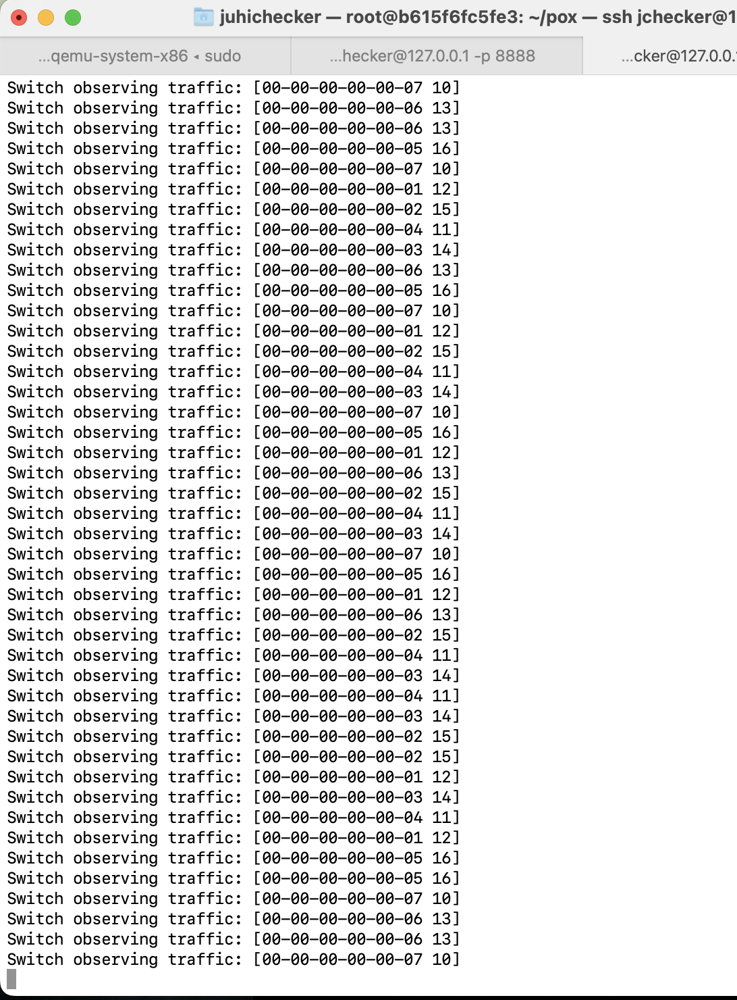 juhichecker — root@b615f6fc5fe3: ~/pox — ssh jchecker@1
...qemu-system-x86 ◂ sudo
...hecker@127.0.0.1 -p 8888
...cker@127.0.0.1
Switch observing traffic: [00-00-00-00-00-07 10]
Switch observing traffic: [00-00-00-00-00-06 13]
Switch observing traffic: [00-00-00-00-00-06 13]
Switch observing traffic: [00-00-00-00-00-05 16]
Switch observing traffic: [00-00-00-00-00-07 10]
Switch observing traffic: [00-00-00-00-00-01 12]
Switch observing traffic: [00-00-00-00-00-02 15]
Switch observing traffic: [00-00-00-00-00-04 11]
Switch observing traffic: [00-00-00-00-00-03 14]
Switch observing traffic: [00-00-00-00-00-06 13]
Switch observing traffic: [00-00-00-00-00-05 16]
Switch observing traffic: [00-00-00-00-00-07 10]
Switch observing traffic: [00-00-00-00-00-01 12]
Switch observing traffic: [00-00-00-00-00-02 15]
Switch observing traffic: [00-00-00-00-00-04 11]
Switch observing traffic: [00-00-00-00-00-03 14]
Switch observing traffic: [00-00-00-00-00-07 10]
Switch observing traffic: [00-00-00-00-00-05 16]
Switch observing traffic: [00-00-00-00-00-01 12]
Switch observing traffic: [00-00-00-00-00-06 13]
Switch observing traffic: [00-00-00-00-00-02 15]
Switch observing traffic: [00-00-00-00-00-04 11]
Switch observing traffic: [00-00-00-00-00-03 14]
Switch observing traffic: [00-00-00-00-00-07 10]
Switch observing traffic: [00-00-00-00-00-05 16]
Switch observing traffic: [00-00-00-00-00-01 12]
Switch observing traffic: [00-00-00-00-00-06 13]
Switch observing traffic: [00-00-00-00-00-02 15]
Switch observing traffic: [00-00-00-00-00-04 11]
Switch observing traffic: [00-00-00-00-00-03 14]
Switch observing traffic: [00-00-00-00-00-04 11]
Switch observing traffic: [00-00-00-00-00-03 14]
Switch observing traffic: [00-00-00-00-00-02 15]
Switch observing traffic: [00-00-00-00-00-02 15]
Switch observing traffic: [00-00-00-00-00-01 12]
Switch observing traffic: [00-00-00-00-00-03 14]
Switch observing traffic: [00-00-00-00-00-04 11]
Switch observing traffic: [00-00-00-00-00-01 12]
Switch observing traffic: [00-00-00-00-00-05 16]
Switch observing traffic: [00-00-00-00-00-05 16]
Switch observing traffic: [00-00-00-00-00-07 10]
Switch observing traffic: [00-00-00-00-00-06 13]
Switch observing traffic: [00-00-00-00-00-06 13]
Switch observing traffic: [00-00-00-00-00-07 10]